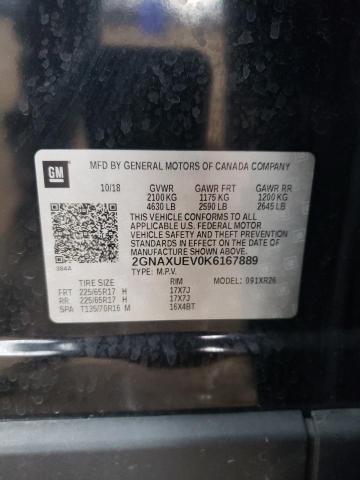 GM
MFD BY GENERAL MOTORS OF CANADA COMPANY
10/18 GVWR GAWR FRT GAWR RR
2100 KG 1175 KG 1200 KG
4630 LB 2590 LB 2645 LB
THIS VEHICLE CONFORMS TO ALL
APPLICABLE U.S. FEDERAL MOTOR
VEHICLE SAFETY AND THEFT PREVENTION
STANDARDS IN EFFECT ON THE DATE
OF MANUFACTURE SHOWN ABOVE.
384A
2GNAXUEV0K6167889
TYPE: M.P.V. MODEL: 091XR26
TIRE SIZE RIM
FRT 225/65R17 H 17X7J
RR 225/65R17 H 17X7J
SPA T135/70R16 M 16X4BT